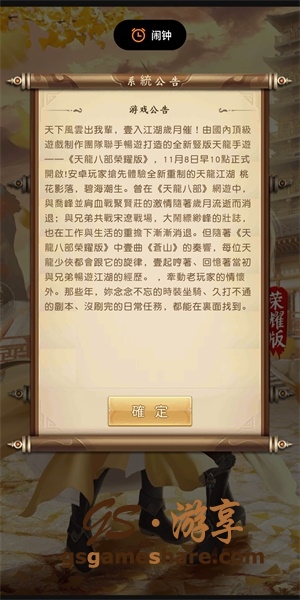 闹钟
系統公告
游戏公告
天下風雲出我輩，壹入江湖歲月催！由國內頂級
遊戲制作團隊聯手暢遊打造的全新豎版天龍手遊
——《天龍八部荣耀版》，11月8日早10點正式
開啟!安卓玩家搶先體驗全新重制的天龍江湖 桃
花影落，碧海潮生。曾在《天龍八部》網遊中，
與喬峰並肩血戰聚賢莊的激情隨著歲月流逝而消
退；與兄弟共戰宋遼戰場，大鬧縹緲峰的壯誌，
也在工作與生活的重擔下漸漸消退。但隨著《天
龍八部荣耀版》中壹曲《蒼山》的奏響，每位天
龍少俠都會跟它的旋律，壹起哼著、回憶著當初
與兄弟暢遊江湖的經歷。 ，牽動老玩家的情懷
外。那些年，妳念念不忘的時裝坐騎、久打不通
的副本、沒刷完的日常任務，都能在裏面找到。
荣耀版
確 定
GS·游享
gsgamespare.com